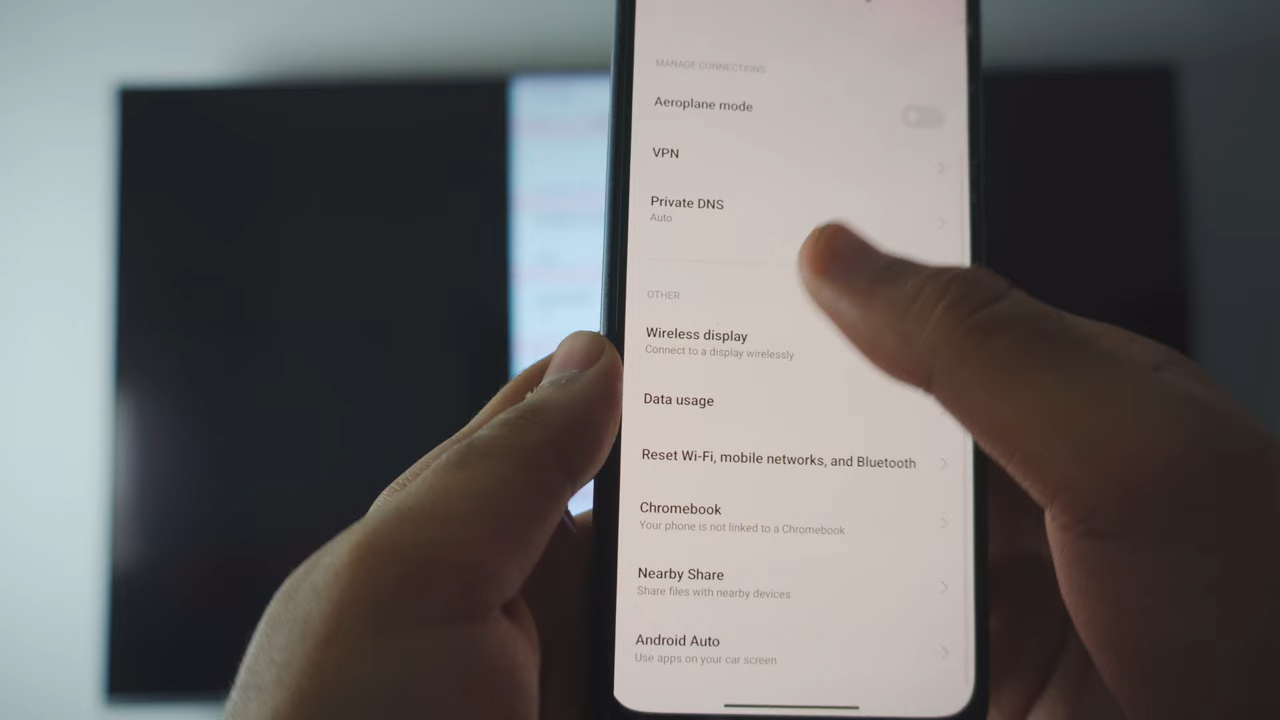 MANAGE CONNECTIONS
Aeroplane mode
VPN
Private DNS
Auto
OTHER
Wireless display
Connect to a display wirelessly
Data usage
Reset Wi-Fi, mobile networks, and Bluetooth
Chromebook
Your phone is not linked to a Chromebook
Nearby Share
Share files with nearby devices
Android Auto
Use apps on your car screen